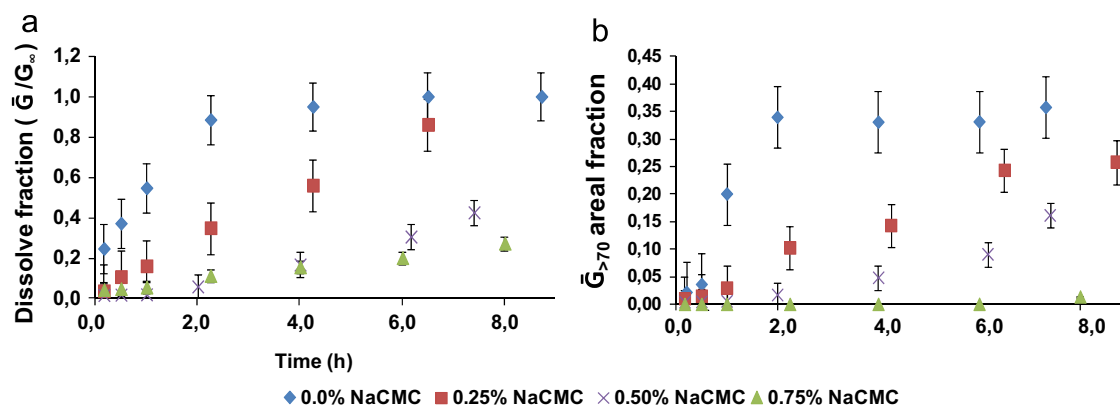 a
Dissolve fraction ( Ḡ /G∞)
1,2
1,0
0,8
0,6
0,4
0,2
0,0
0,0 2,0 4,0 6,0 8,0
Time (h)
b
Ḡ>70 areal fraction
0,45
0,40
0,35
0,30
0,25
0,20
0,15
0,10
0,05
0,00
0,0 2,0 4,0 6,0 8,0
0.0% NaCMC 0.25% NaCMC 0.50% NaCMC 0.75% NaCMC